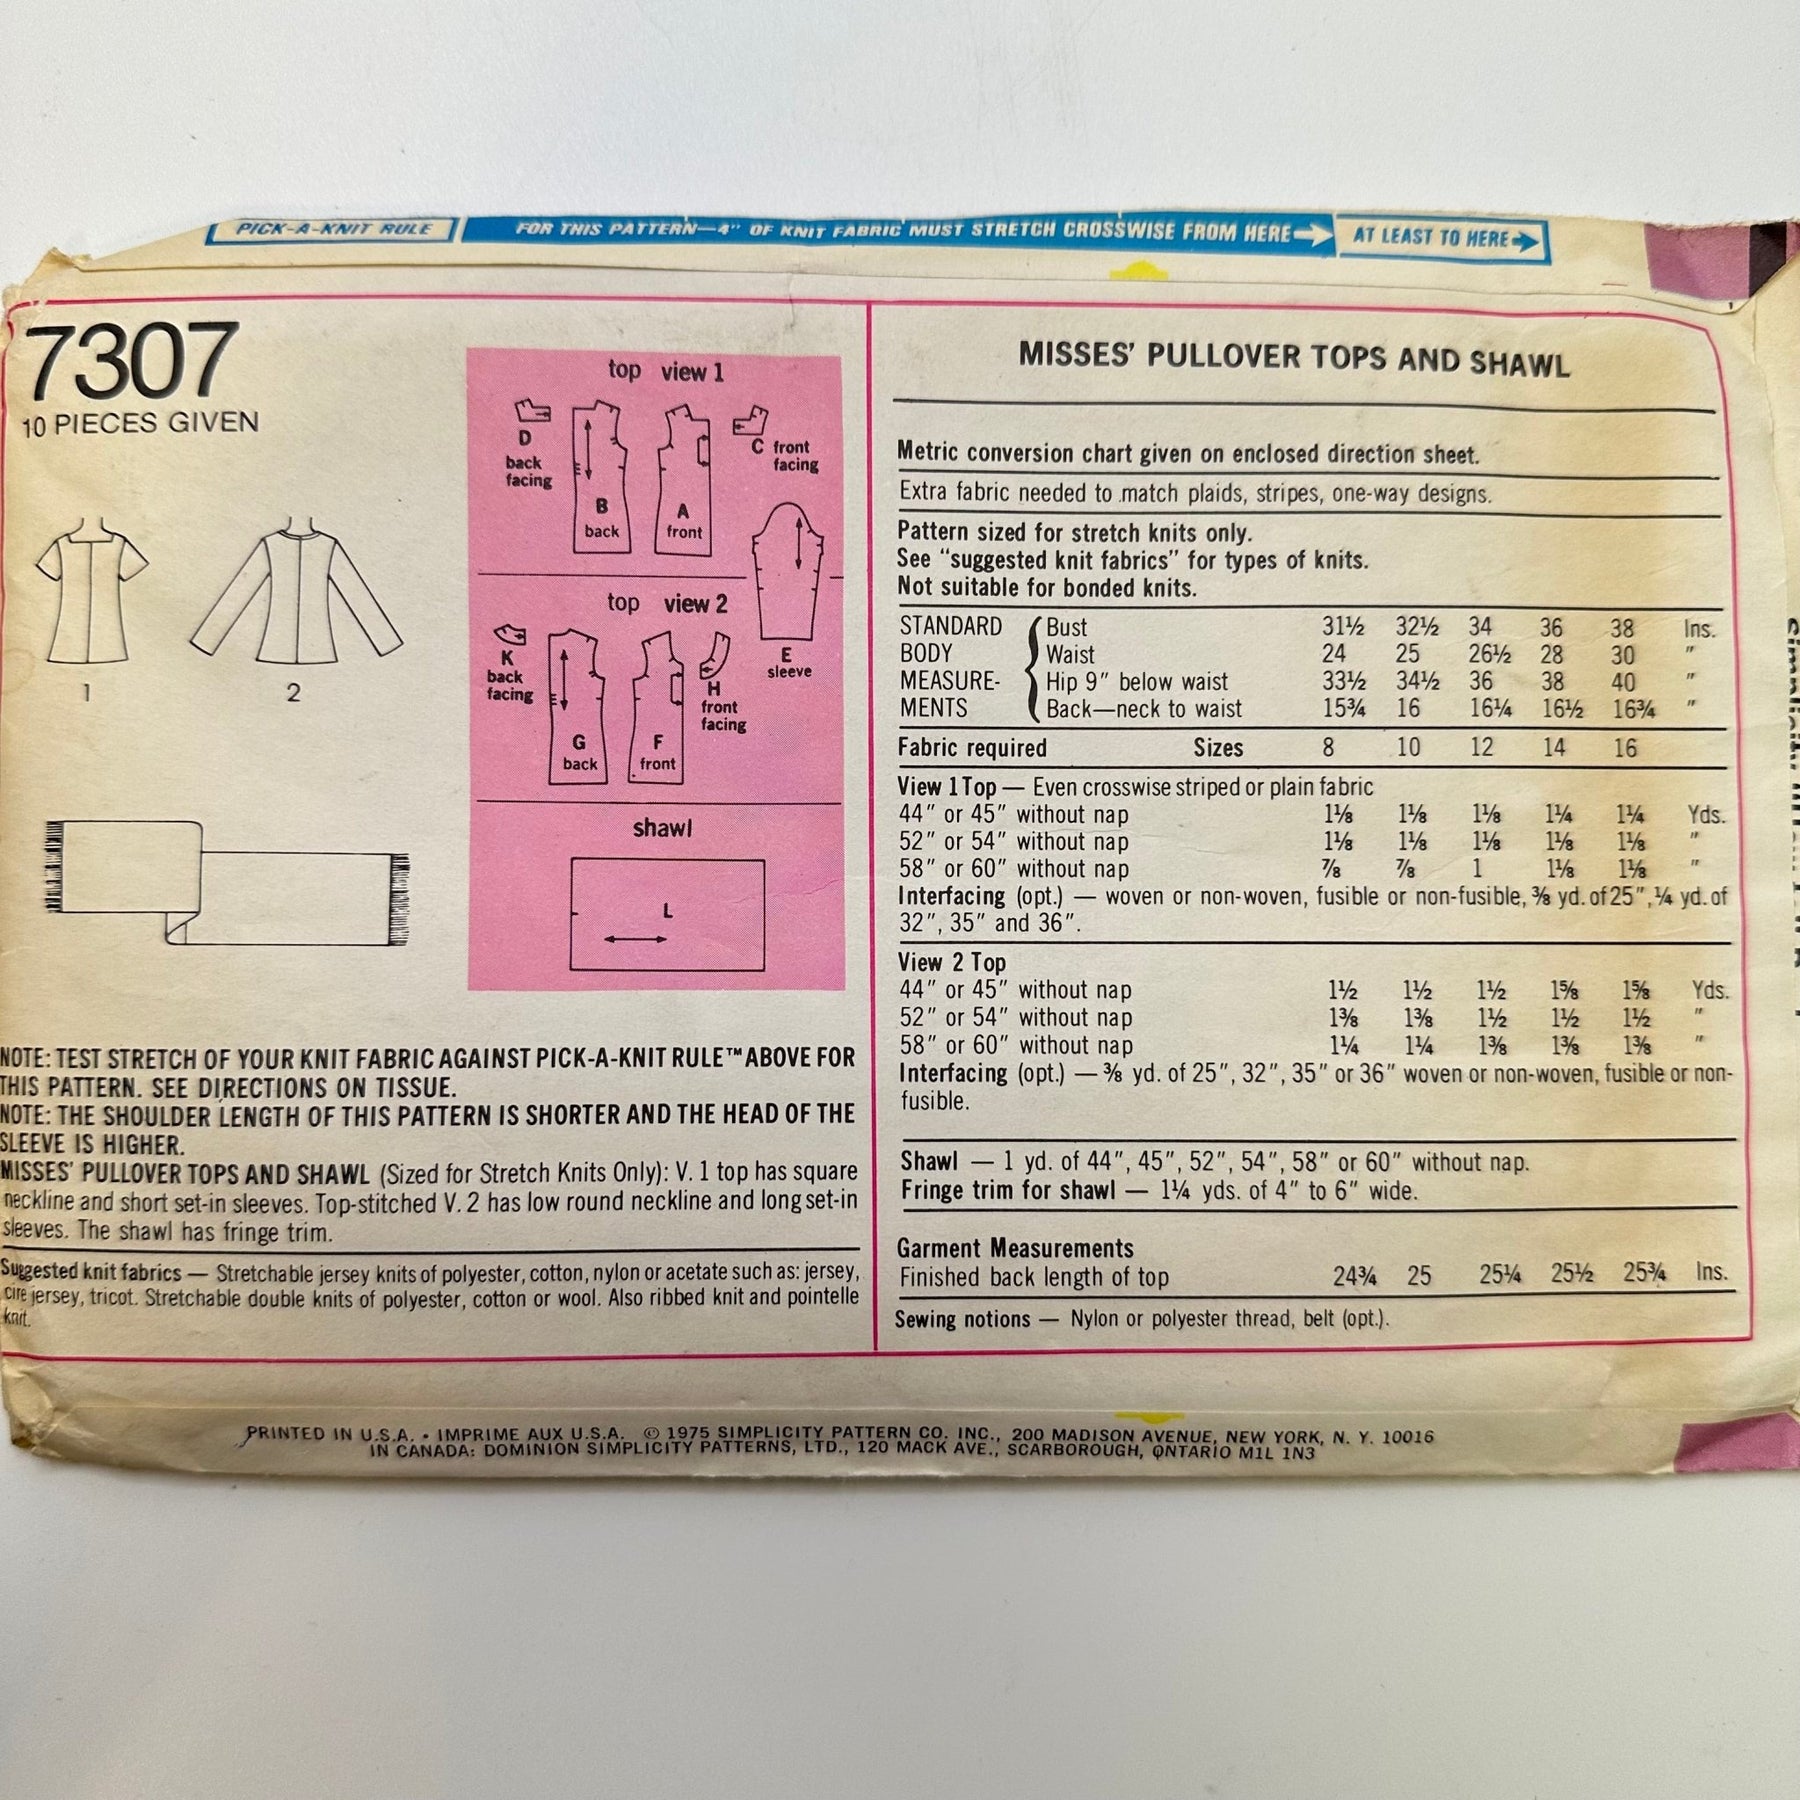 PICK-A-KNIT RULE
FOR THIS PATTERN—4" OF KNIT FABRIC MUST STRETCH CROSSWISE FROM HERE
AT LEAST TO HERE
7307
10 PIECES GIVEN
1
2
top view 1
D
back
facing
B
back
A
front
C front
facing
E
sleeve
top view 2
K
back
facing
G
back
F
front
H
front
facing
shawl
L
NOTE: TEST STRETCH OF YOUR KNIT FABRIC AGAINST PICK-A-KNIT RULE™ ABOVE FOR
THIS PATTERN. SEE DIRECTIONS ON TISSUE.
NOTE: THE SHOULDER LENGTH OF THIS PATTERN IS SHORTER AND THE HEAD OF THE
SLEEVE IS HIGHER.
MISSES' PULLOVER TOPS AND SHAWL (Sized for Stretch Knits Only): V. 1 top has square
neckline and short set-in sleeves. Top-stitched V. 2 has low round neckline and long set-in
sleeves. The shawl has fringe trim.
Suggested knit fabrics — Stretchable jersey knits of polyester, cotton, nylon or acetate such as: jersey,
cire jersey, tricot. Stretchable double knits of polyester, cotton or wool. Also ribbed knit and pointelle
knit.
MISSES' PULLOVER TOPS AND SHAWL
Metric conversion chart given on enclosed direction sheet.
Extra fabric needed to match plaids, stripes, one-way designs.
Pattern sized for stretch knits only.
See "suggested knit fabrics" for types of knits.
Not suitable for bonded knits.
STANDARD Bust 31½ 32½ 34 36 38 Ins.
BODY Waist 24 25 26½ 28 30 "
MEASURE- Hip 9" below waist 33½ 34½ 36 38 40 "
MENTS Back—neck to waist 15¾ 16 16¼ 16½ 16¾ "
Fabric required Sizes 8 10 12 14 16
View 1 Top — Even crosswise striped or plain fabric
44" or 45" without nap 1⅛ 1⅛ 1⅛ 1¼ 1¼ Yds.
52" or 54" without nap 1⅛ 1⅛ 1⅛ 1⅛ 1⅛ "
58" or 60" without nap ⅞ ⅞ 1 1⅛ 1⅛ "
Interfacing (opt.) — woven or non-woven, fusible or non-fusible, ⅜ yd. of 25", ¼ yd. of
32", 35" and 36".
View 2 Top
44" or 45" without nap 1½ 1½ 1½ 1⅝ 1⅝ Yds.
52" or 54" without nap 1⅜ 1⅜ 1½ 1½ 1½ "
58" or 60" without nap 1¼ 1¼ 1⅜ 1⅜ 1⅜ "
Interfacing (opt.) — ⅜ yd. of 25", 32", 35" or 36" woven or non-woven, fusible or non-
fusible.
Shawl — 1 yd. of 44", 45", 52", 54", 58" or 60" without nap.
Fringe trim for shawl — 1¼ yds. of 4" to 6" wide.
Garment Measurements
Finished back length of top 24¾ 25 25¼ 25½ 25¾ Ins.
Sewing notions — Nylon or polyester thread, belt (opt.).
PRINTED IN U.S.A. • IMPRIME AUX U.S.A. © 1975 SIMPLICITY PATTERN CO. INC., 200 MADISON AVENUE, NEW YORK, N. Y. 10016
IN CANADA: DOMINION SIMPLICITY PATTERNS, LTD., 120 MACK AVE., SCARBOROUGH, ONTARIO M1L 1N3